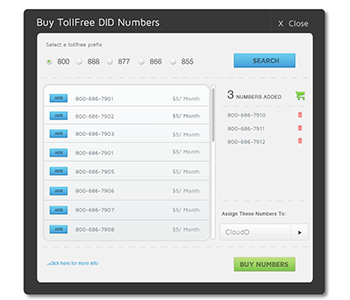 Buy TollFree DID Numbers
X Close
Select a tollfree prefix
800 888 877 866 855
SEARCH
ADD 800-686-7901 $5/ Month
ADD 800-686-7902 $5/ Month
ADD 800-686-7903 $5/ Month
ADD 800-686-7901 $5/ Month
ADD 800-686-7905 $5/ Month
ADD 800-686-7906 $5/ Month
ADD 800-686-7907 $5/ Month
ADD 800-686-7908 $5/ Month
3 NUMBERS ADDED
800-686-7910
800-686-7911
800-686-7912
Assign These Numbers To:
CloudD
...click here for more info
BUY NUMBERS